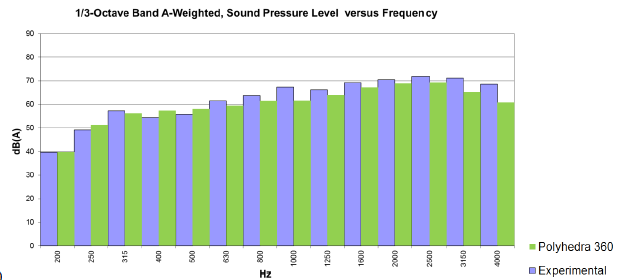 1/3-Octave Band A-Weighted, Sound Pressure Level versus Frequency
90
80
70
60
50
40
30
20
10
0
dB(A)
200 250 315 400 500 630 800 1000 1250 1600 2000 2500 3150 4000
Hz
Polyhedra 360
Experimental